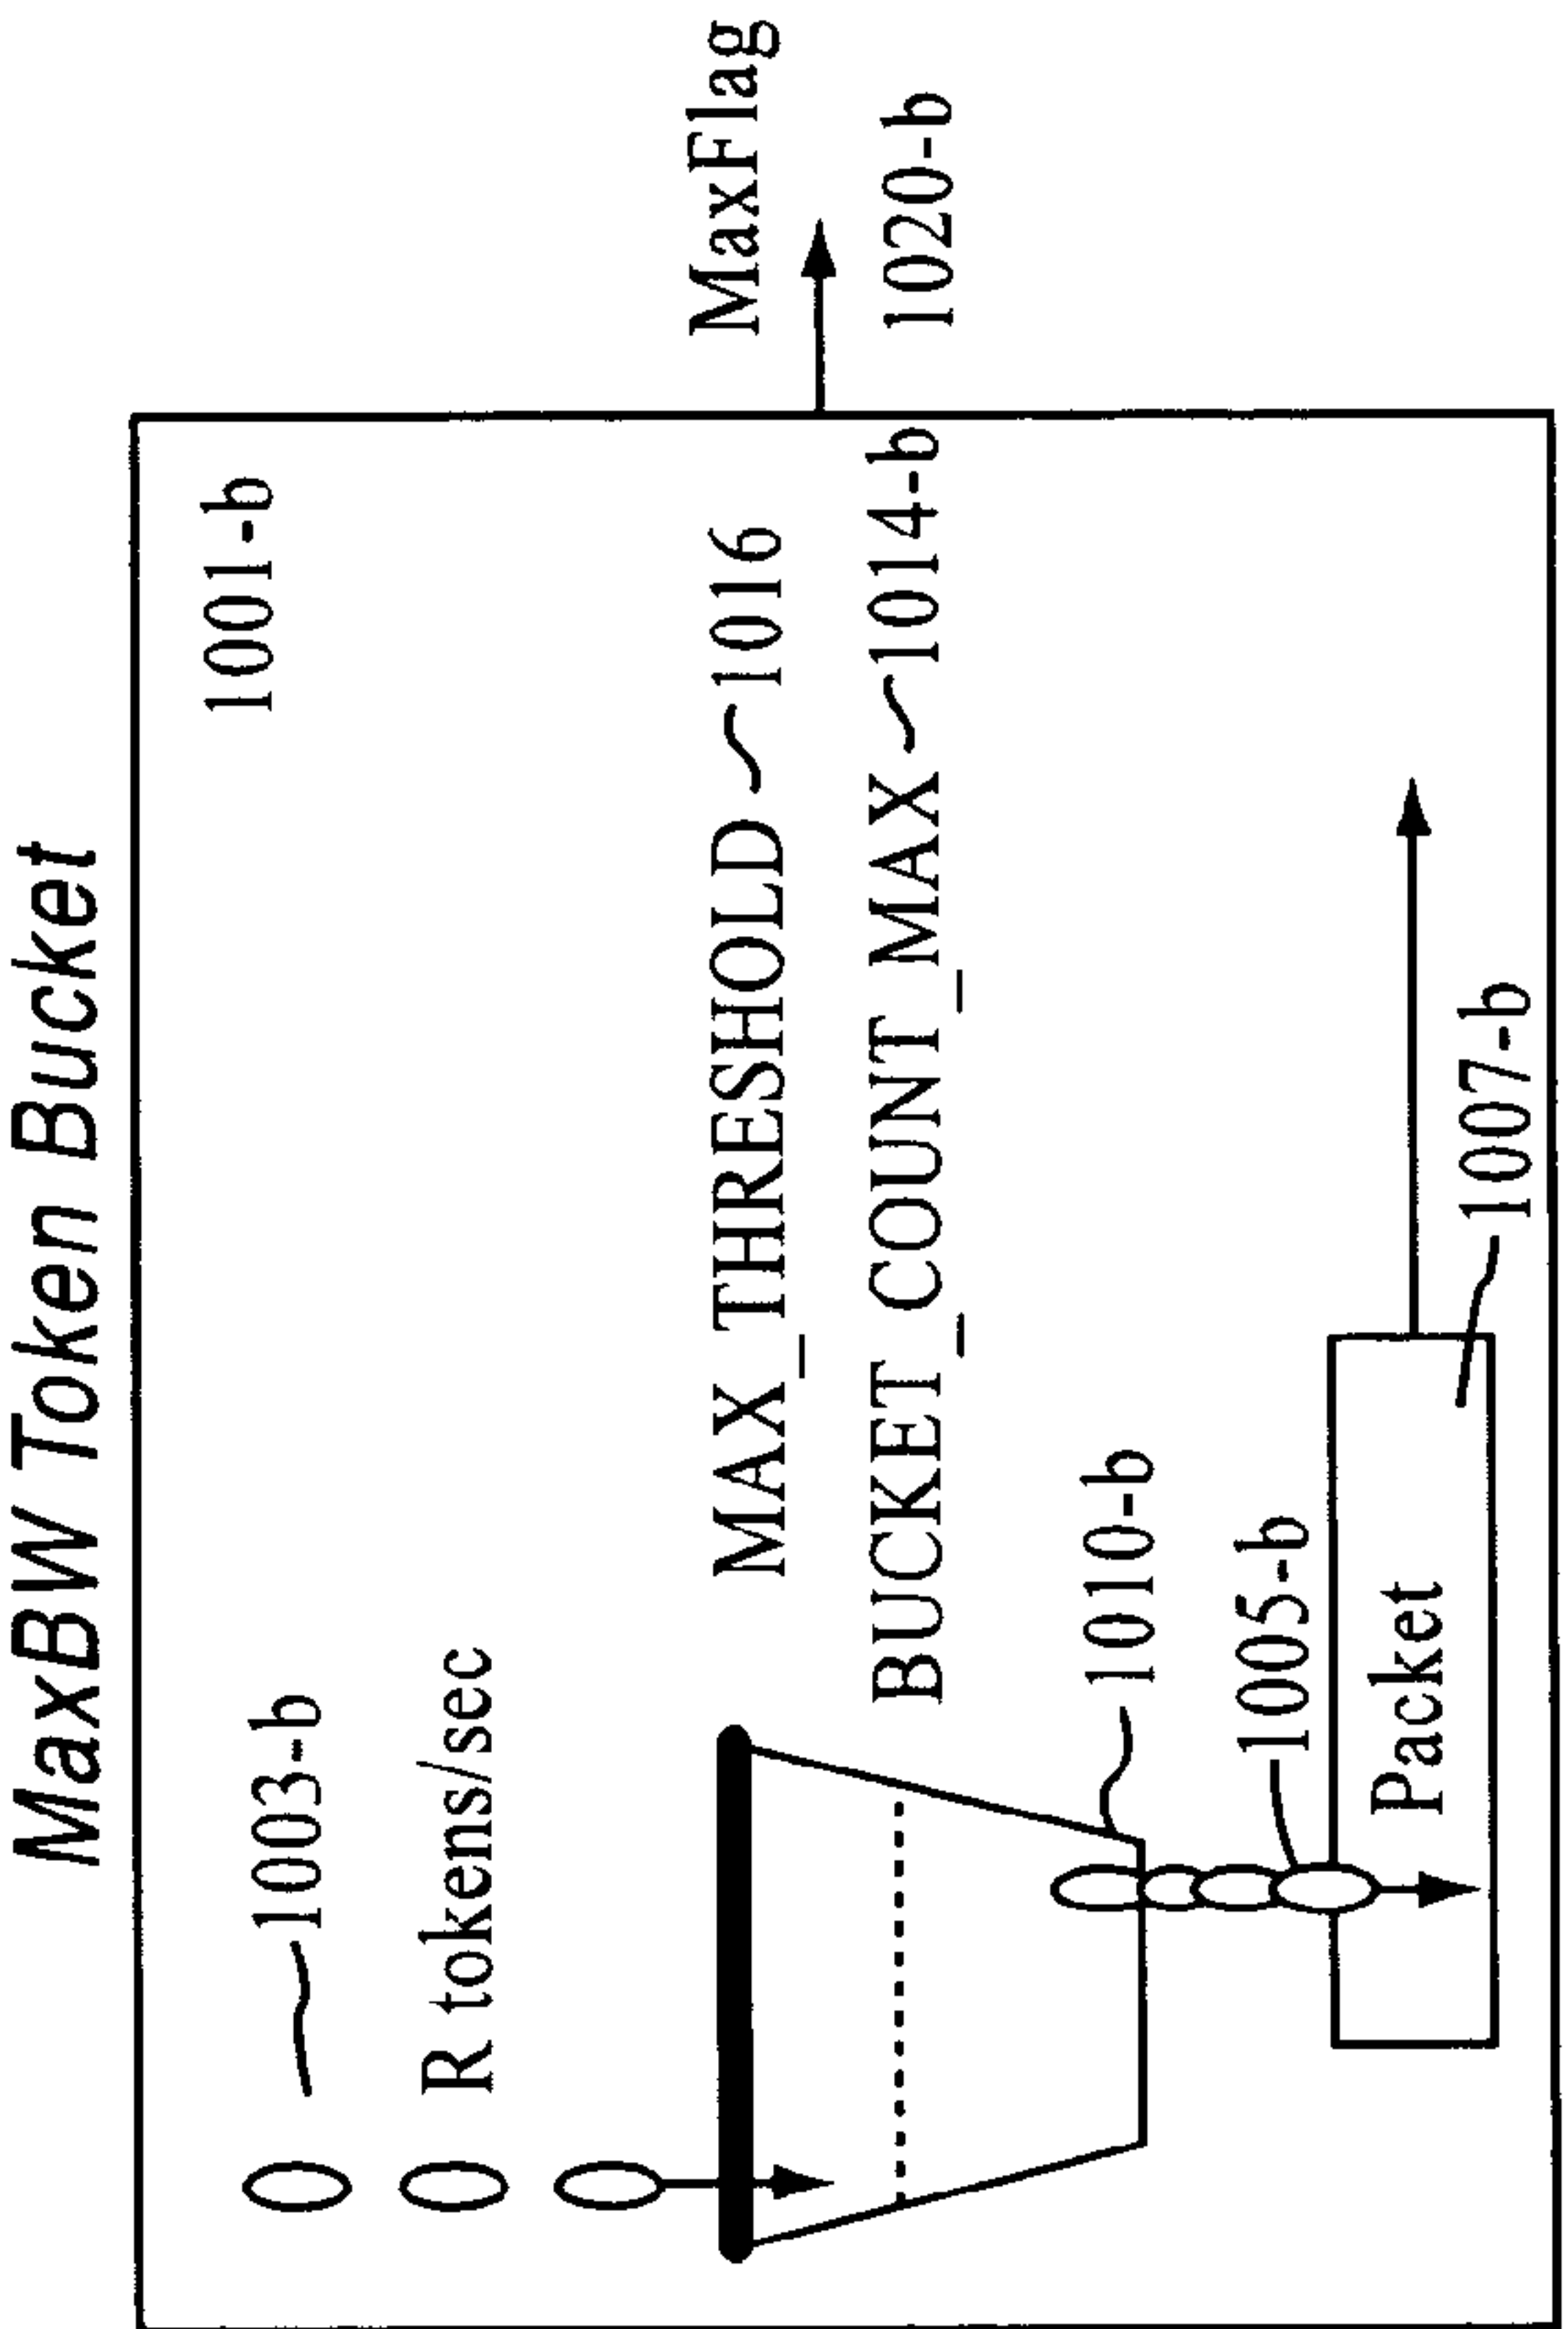 MaxBW Token Bucket
1001-b
1003-b
R tokens/sec
MaxFlag
MAX_THRESHOLD 1016
1020-b
BUCKET_COUNT_MAX 1014-b
1010-b
1005-b
Packet
1007-b